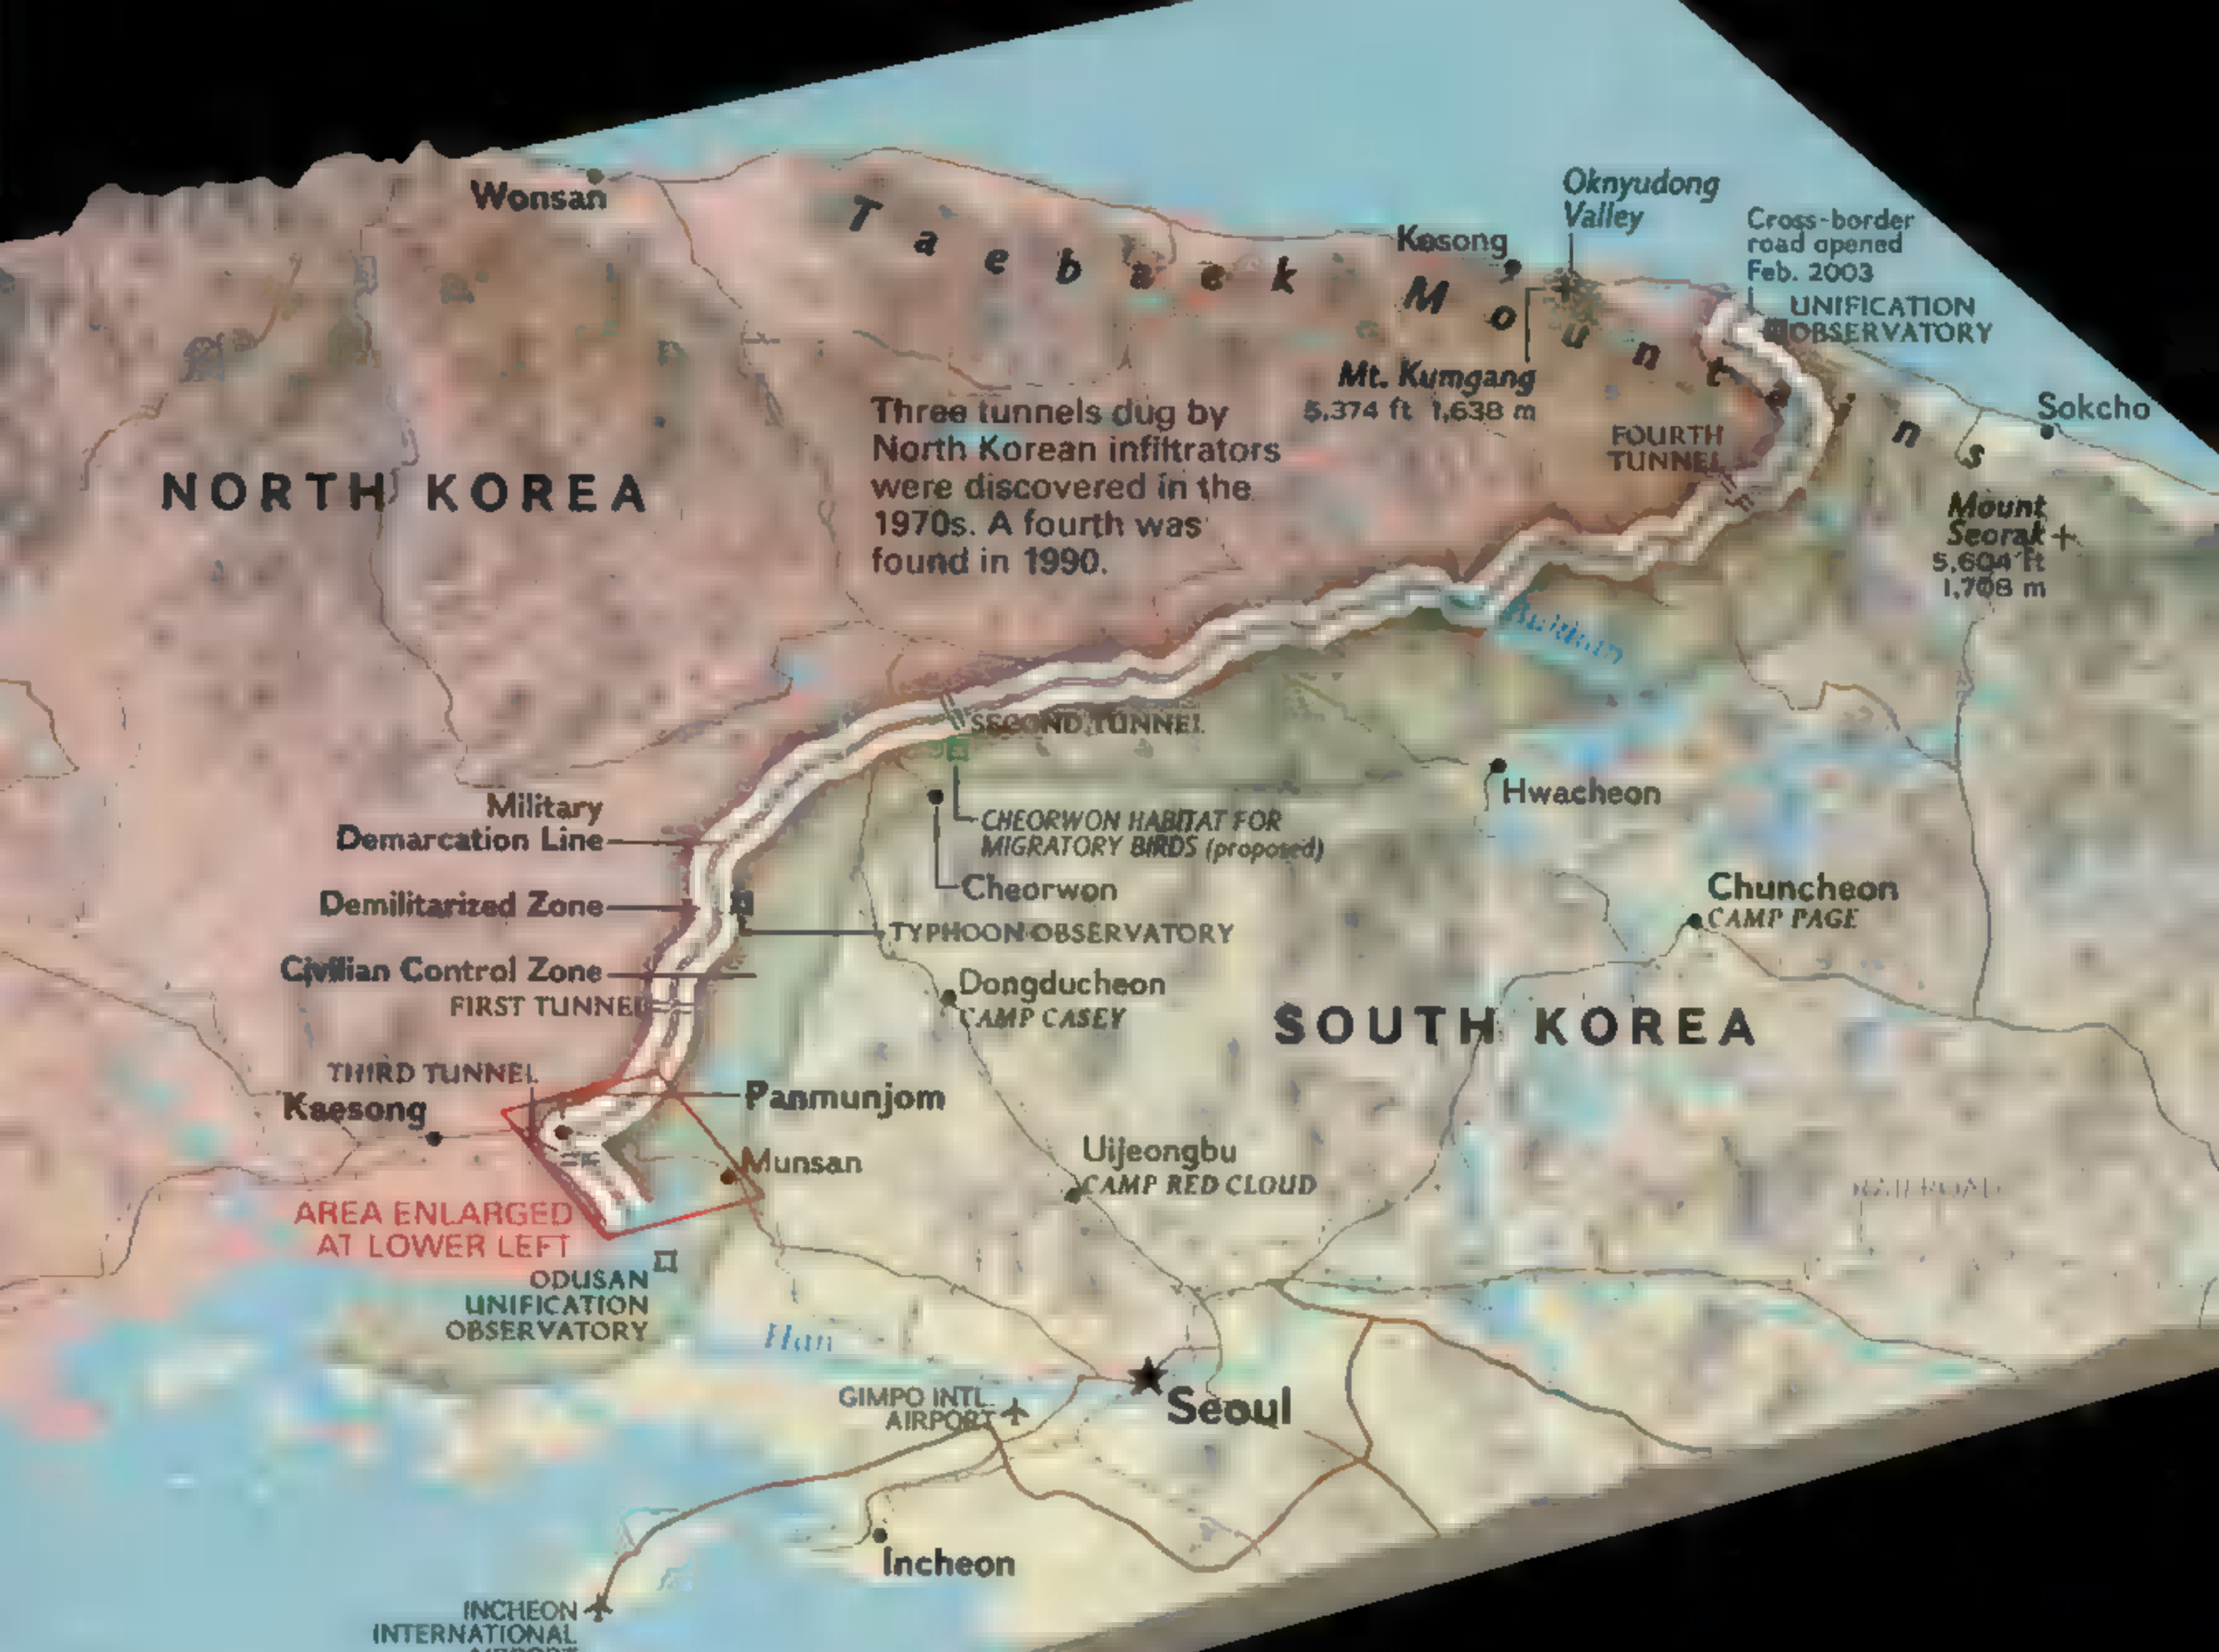 Wonsan
Taebaek Mountains
Oknyudong
Valley
Kosong
Cross-border
road opened
Feb. 2003
UNIFICATION
OBSERVATORY
Mt. Kumgang
5,374 ft 1,638 m
Sokcho
Three tunnels dug by
North Korean infiltrators
were discovered in the
1970s. A fourth was
found in 1990.
FOURTH
TUNNEL
NORTH KOREA
Mount
Seorak
5,604 ft
1,708 m
SECOND TUNNEL
Military
Demarcation Line
Hwacheon
CHEORWON HABITAT FOR
MIGRATORY BIRDS (proposed)
Cheorwon
Demilitarized Zone
Chuncheon
CAMP PAGE
TYPHOON OBSERVATORY
Civilian Control Zone
FIRST TUNNEL
Dongducheon
CAMP CASEY
SOUTH KOREA
THIRD TUNNEL
Kaesong
Panmunjom
Munsan
Uijeongbu
CAMP RED CLOUD
RAILROAD
AREA ENLARGED
AT LOWER LEFT
ODUSAN
UNIFICATION
OBSERVATORY
Han
GIMPO INTL.
AIRPORT
Seoul
Incheon
INCHEON
INTERNATIONAL
AIRPORT